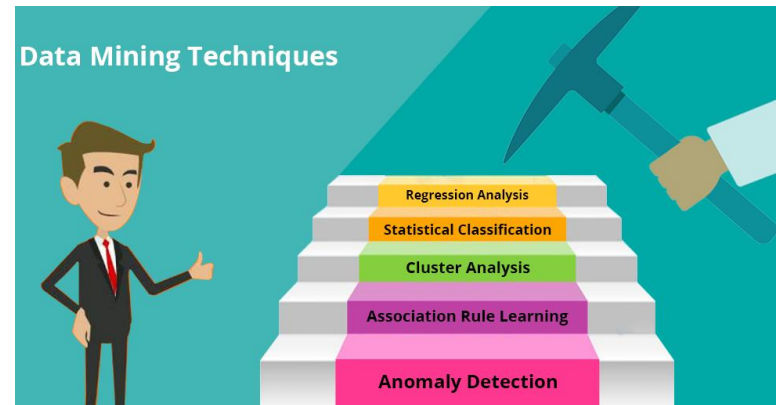 Data Mining Techniques
Regression Analysis
Statistical Classification
Cluster Analysis
Association Rule Learning
Anomaly Detection